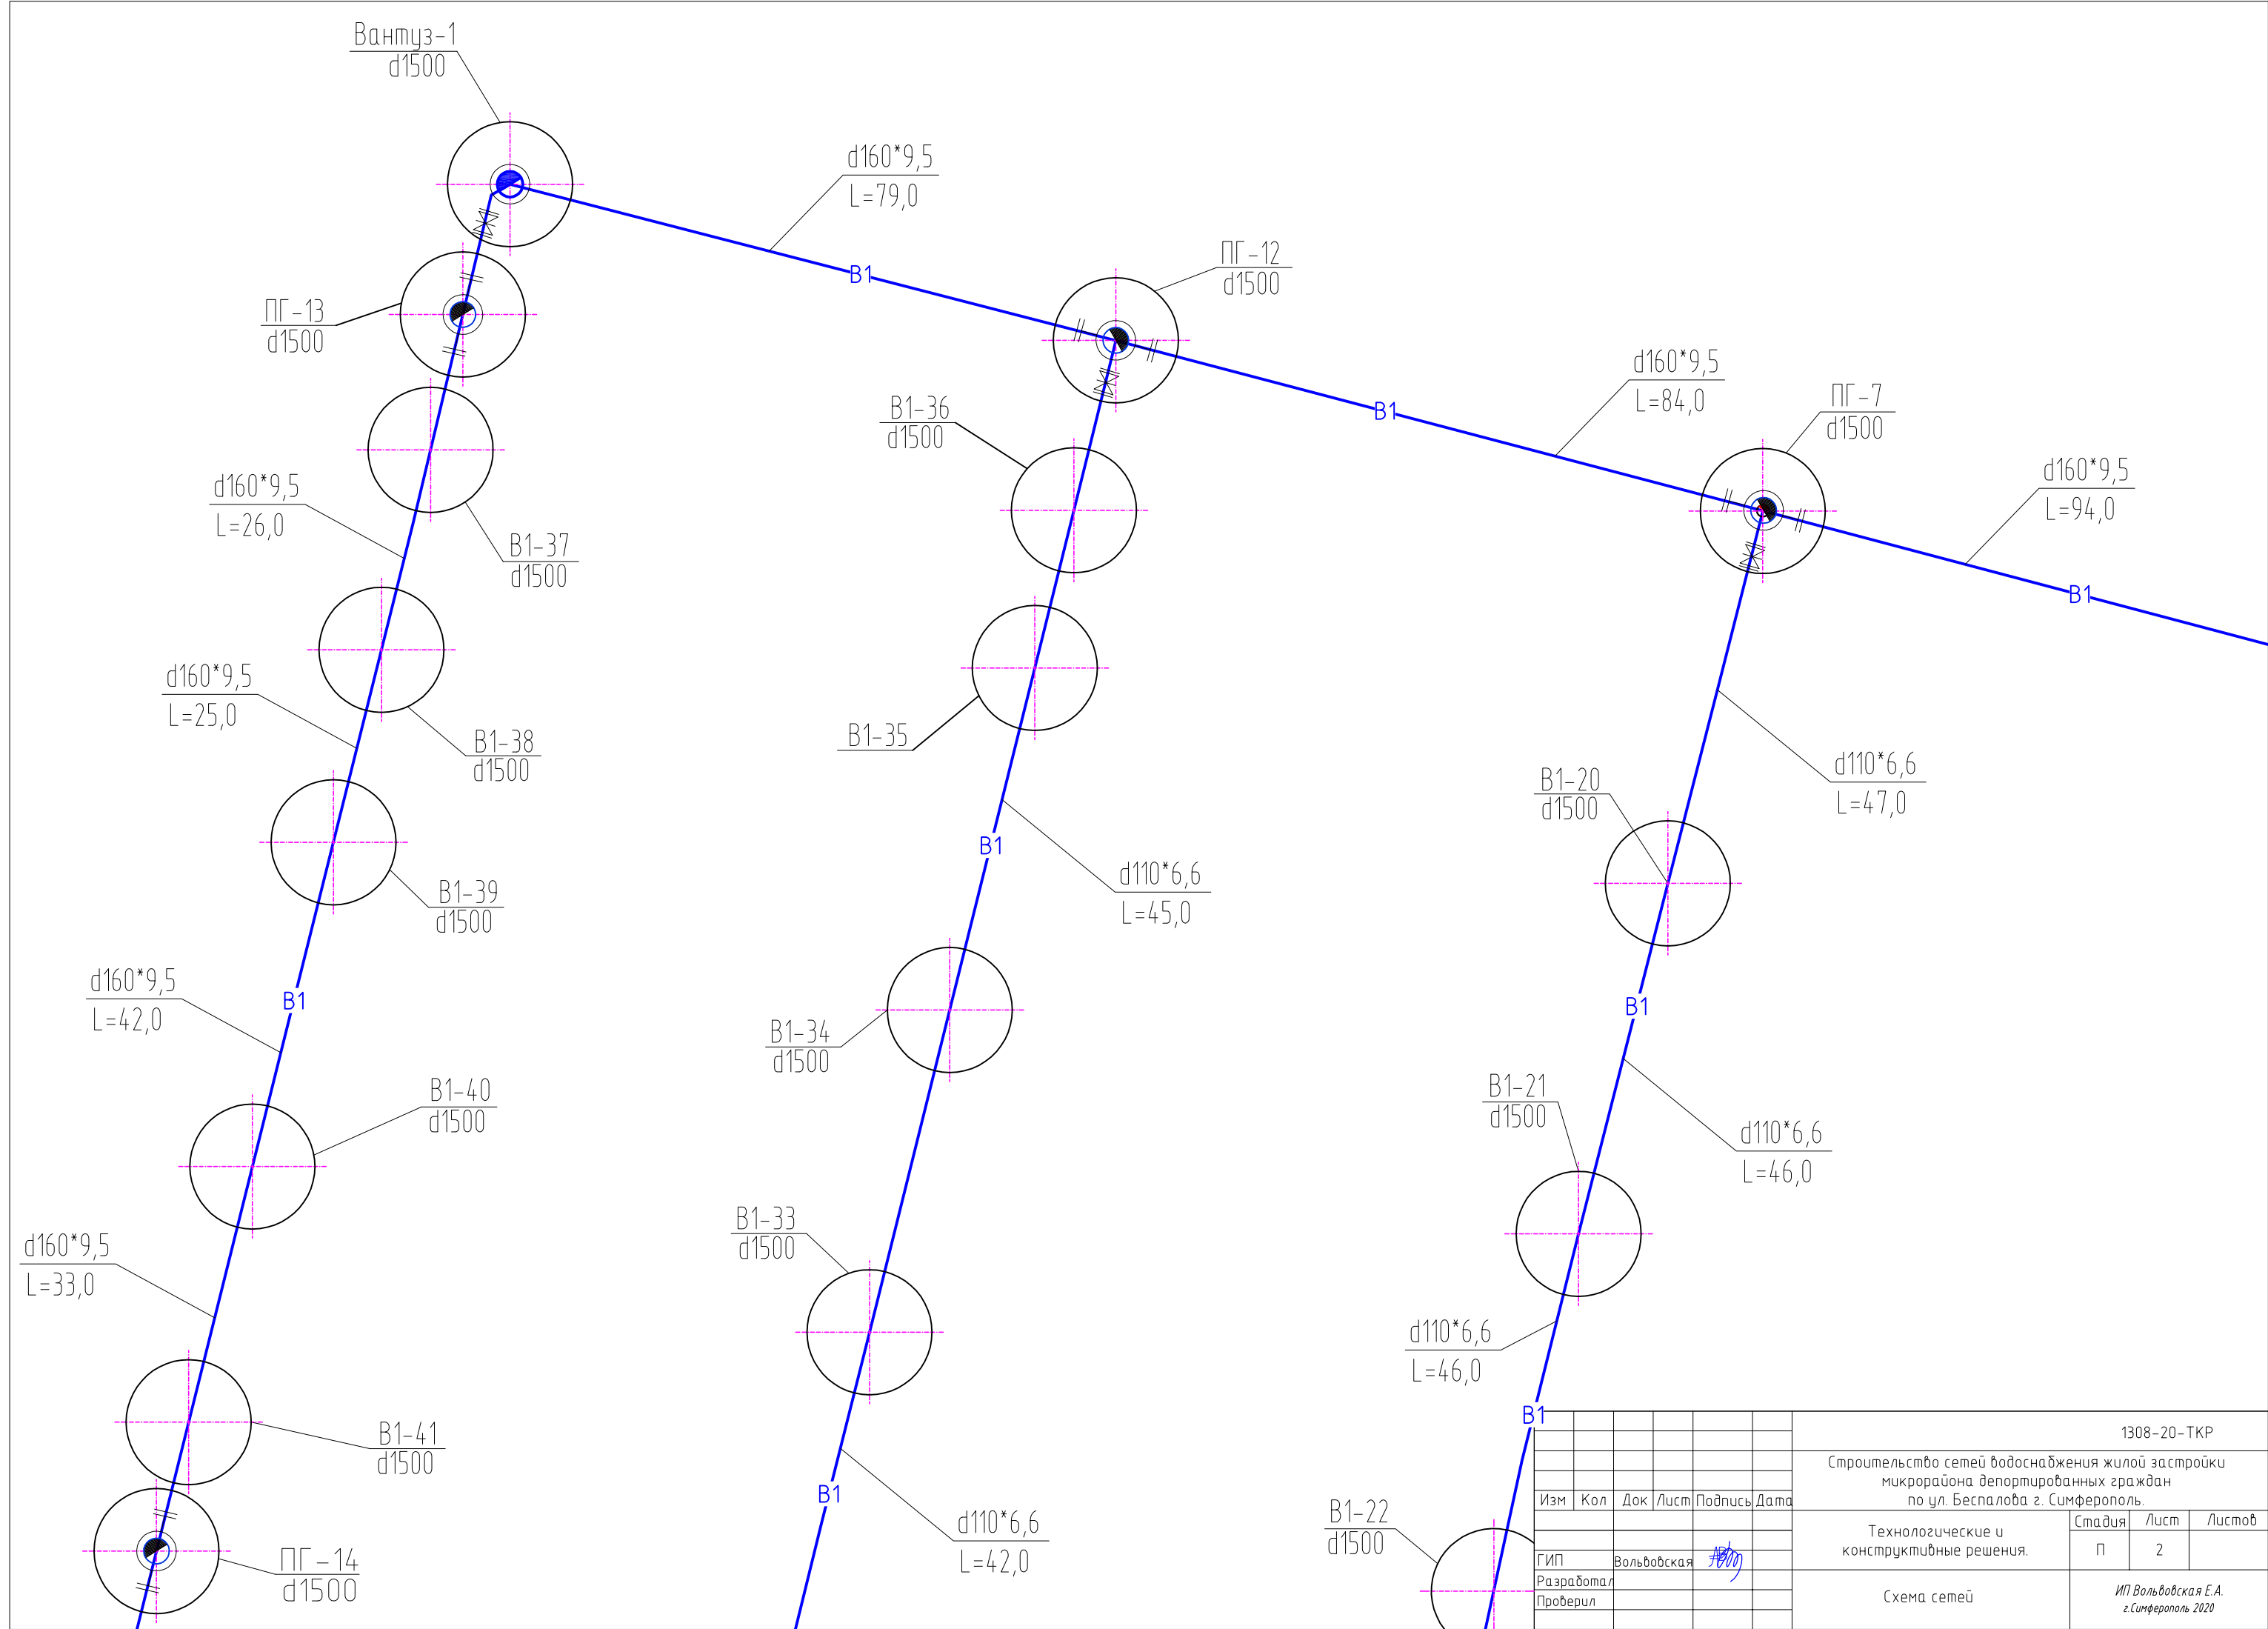 Вантуз-1
d1500
d160*9,5
L=79,0
ПГ-12
d1500
B1
ПГ-13
d1500
d160*9,5
L=84,0
ПГ-7
d1500
B1
B1-36
d1500
d160*9,5
L=94,0
B1
d160*9,5
L=26,0
B1-37
d1500
d160*9,5
L=25,0
B1-38
d1500
B1-35
d110*6,6
L=47,0
B1-20
d1500
B1
d110*6,6
L=45,0
B1-39
d1500
d160*9,5
L=42,0
B1
B1
B1-34
d1500
B1-40
d1500
B1-21
d1500
d110*6,6
L=46,0
B1-33
d1500
d160*9,5
L=33,0
d110*6,6
L=46,0
B1
B1-41
d1500
B1
d110*6,6
L=42,0
B1-22
d1500
ПГ-14
d1500
1308-20-ТКР
Строительство сетей водоснабжения жилой застройки
микрорайона депортированных граждан
по ул. Беспалова г. Симферополь.
Изм Кол Док Лист Подпись Дата
Технологические и
конструктивные решения.
Стадия Лист Листов
П 2
ГИП Вольвовская
Разработал
Проверил
Схема сетей
ИП Вольвовская Е.А.
г.Симферополь 2020